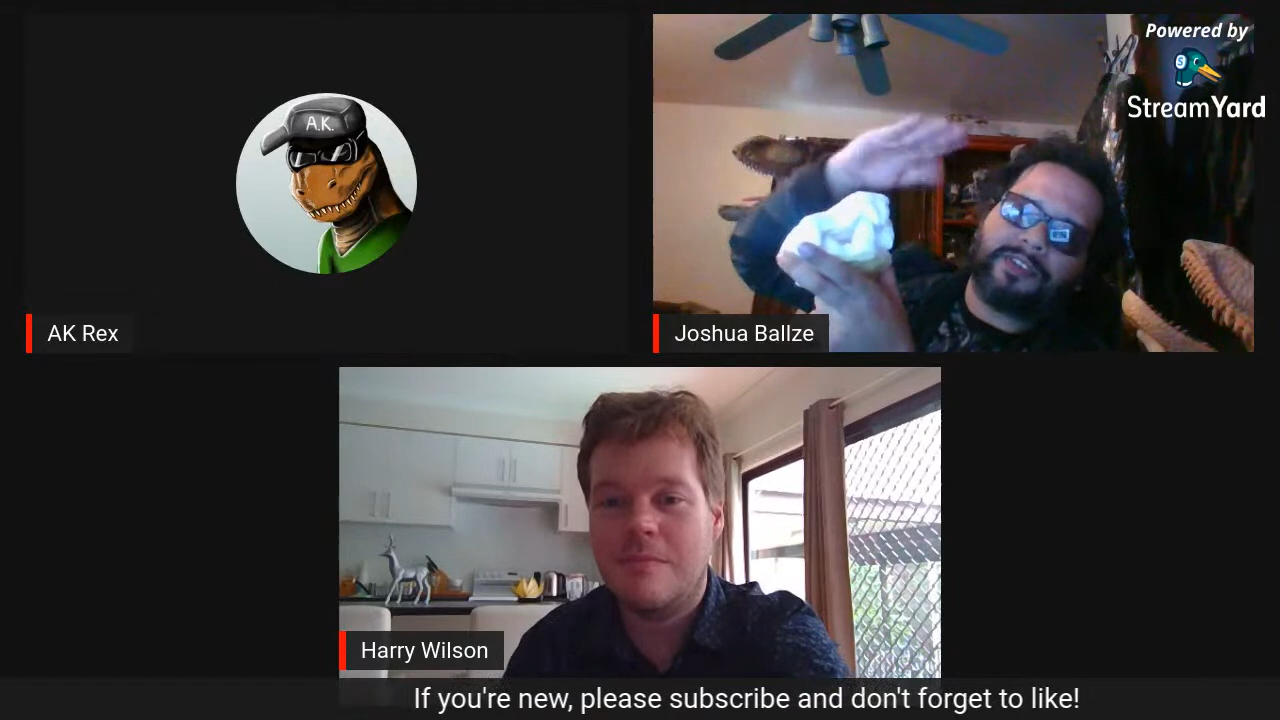 Powered by
StreamYard
A.K.
AK Rex
Joshua Ballze
Harry Wilson
If you're new, please subscribe and don't forget to like!